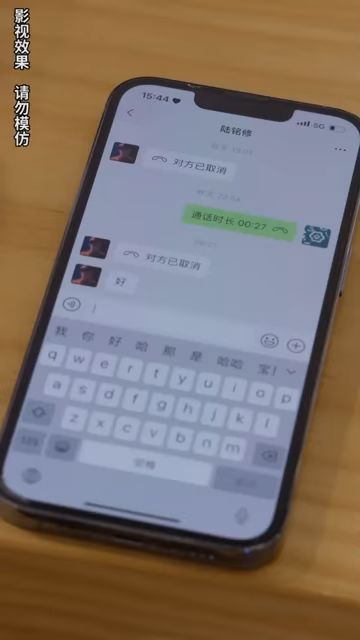 影视效果 请勿模仿
15:44
5G
陆铭修
对方已取消
通话时长 00:27
对方已取消
好
我 你 好 哈 那 是 哈哈 宝!
q w e r t y u i o p
a s d f g h j k l
z x c v b n m
123
空格